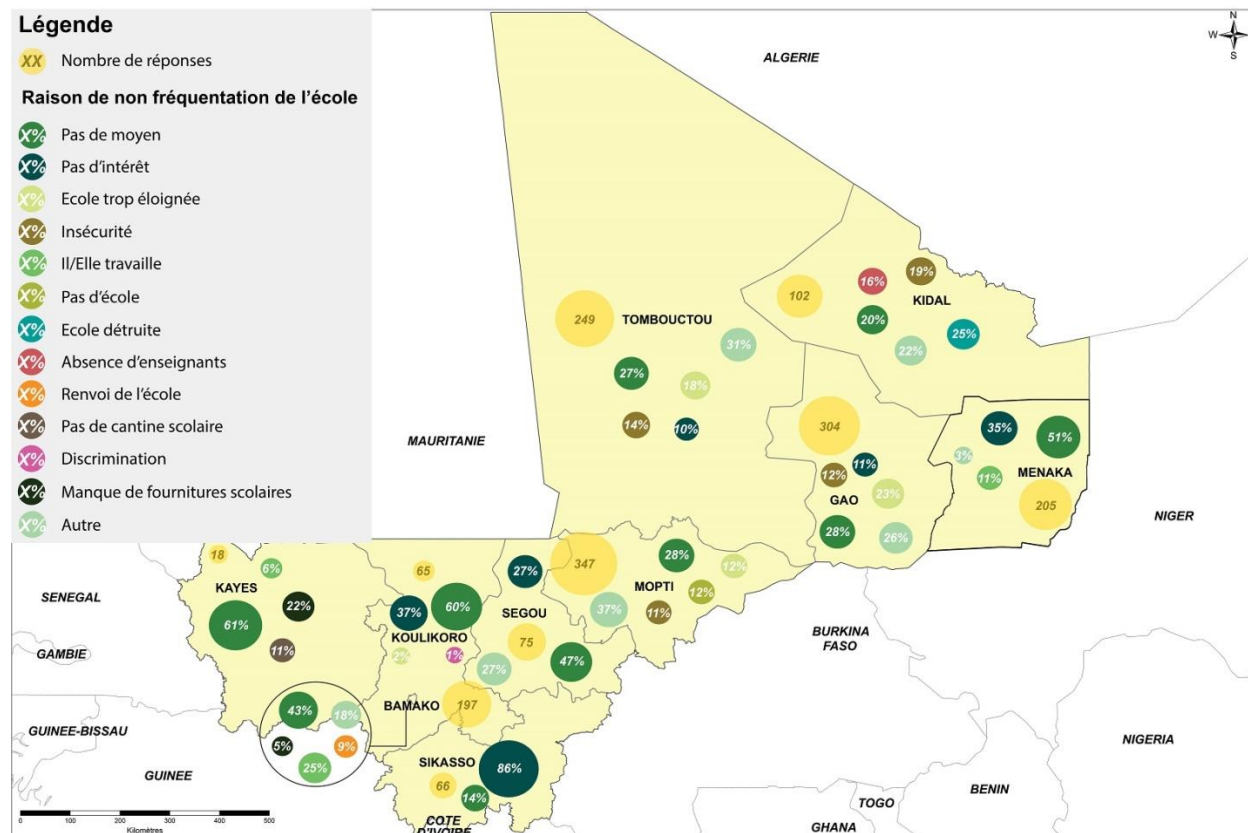 Légende
XX Nombre de réponses
Raison de non fréquentation de l'école
X% Pas de moyen
X% Pas d'intérêt
X% Ecole trop éloignée
X% Insécurité
X% Il/Elle travaille
X% Pas d'école
X% Ecole détruite
X% Absence d'enseignants
X% Renvoi de l'école
X% Pas de cantine scolaire
X% Discrimination
X% Manque de fournitures scolaires
X% Autre
N
W E
S
ALGERIE
MAURITANIE
TOMBOUCTOU
249
31%
27%
18%
14%
10%
KIDAL
102
16%
19%
20%
22%
25%
GAO
304
12%
11%
23%
28%
26%
MENAKA
35%
51%
3%
11%
205
NIGER
KAYES
18
6%
61%
22%
11%
KOULIKORO
65
37%
60%
2%
1%
SEGOU
27%
75
27%
47%
MOPTI
347
28%
12%
12%
37%
11%
BAMAKO
197
43%
18%
5%
9%
25%
SIKASSO
66
86%
14%
SENEGAL
GAMBIE
GUINEE-BISSAU
GUINEE
COTE
D'IVOIRE
BURKINA
FASO
GHANA
TOGO
BENIN
NIGERIA
0 100 200 300 400 500
Kilomètres